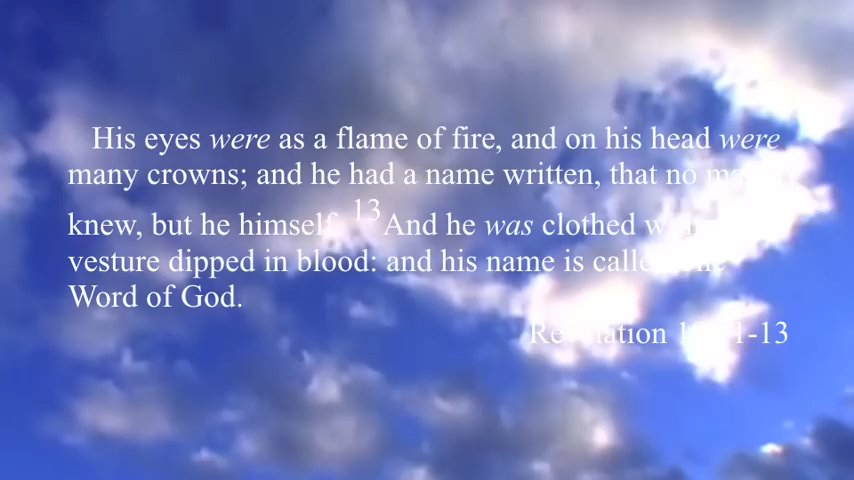 His eyes were as a flame of fire, and on his head were
many crowns; and he had a name written, that no
knew, but he himself. 13And he was clothed
vesture dipped in blood: and his name is called
Word of God.
Revelation